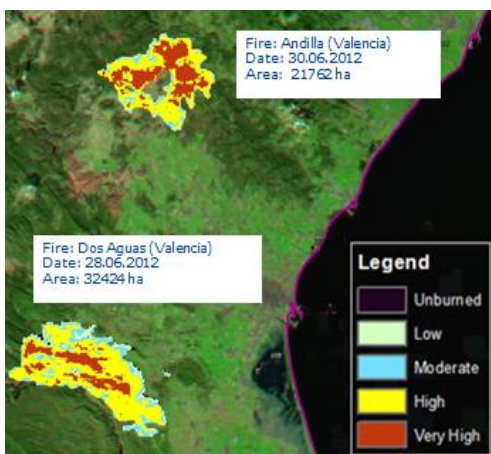 Fire: Andilla (Valencia)
Date: 30.06.2012
Area: 21762 ha
Fire: Dos Aguas (Valencia)
Date: 28.06.2012
Area: 32424 ha
Legend
Unburned
Low
Moderate
High
Very High